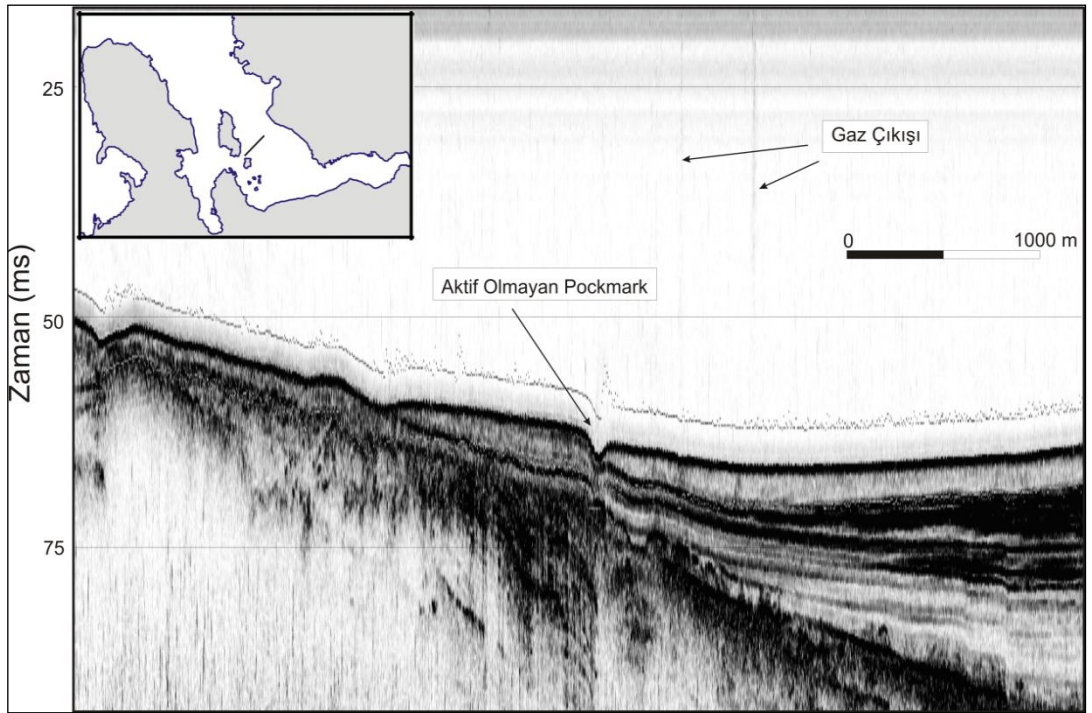 25
Gaz Çıkışı
0 1000 m
Aktif Olmayan Pockmark
50
75
Zaman (ms)